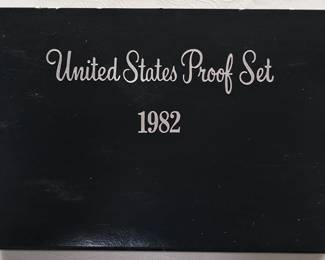 United States Proof Set
1982